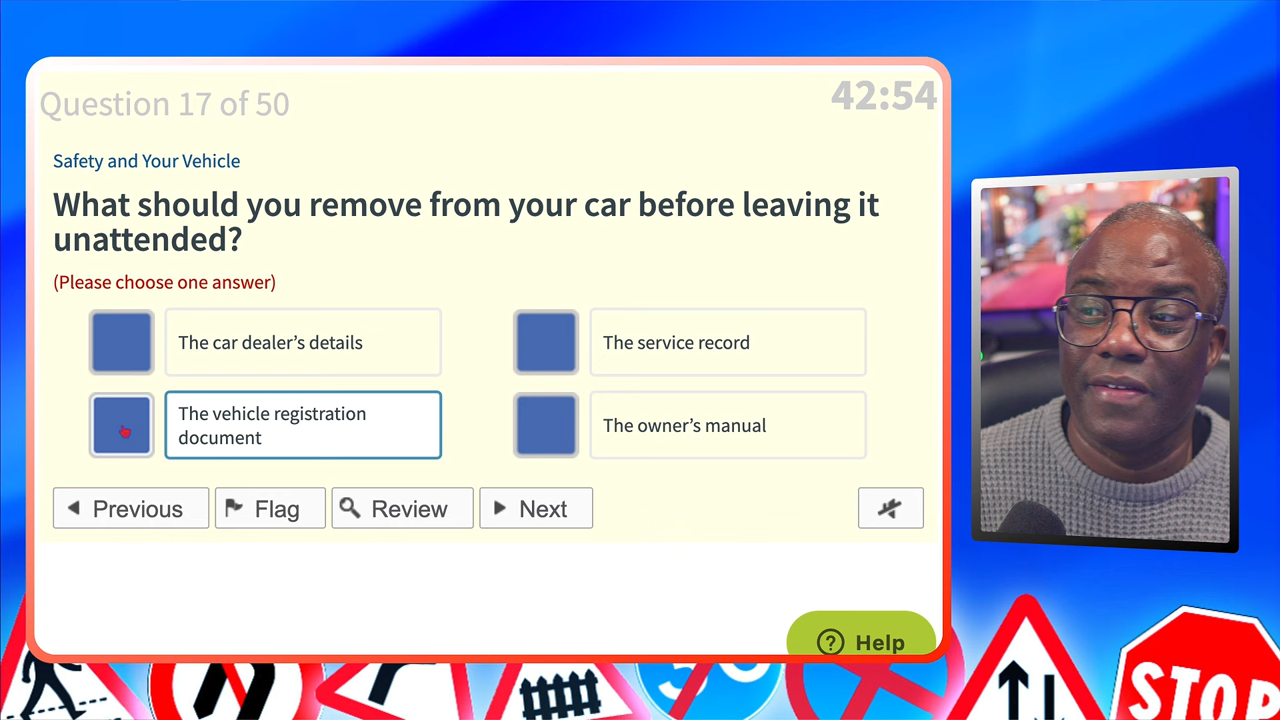 Question 17 of 50
42:54
Safety and Your Vehicle
What should you remove from your car before leaving it
unattended?
(Please choose one answer)
The car dealer's details
The service record
The vehicle registration
document
The owner's manual
Previous
Flag
Review
Next
Help
STOP